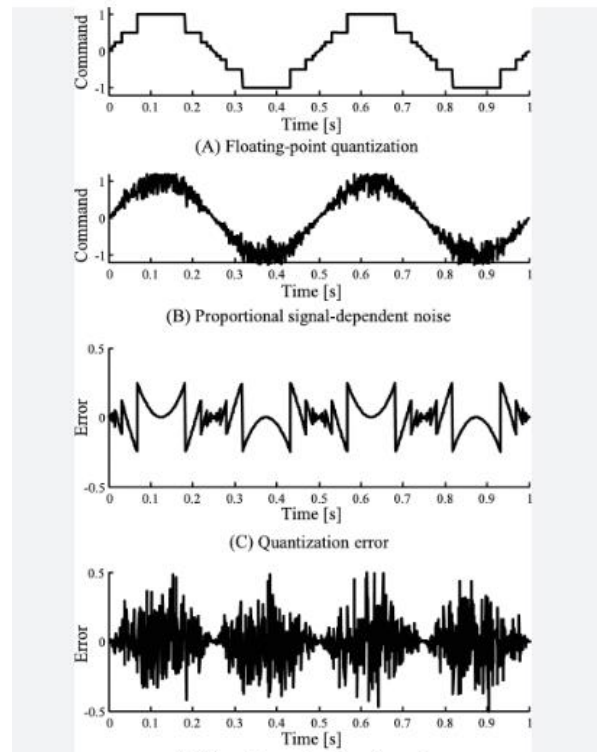 Command
1
0
-1
0 0.1 0.2 0.3 0.4 0.5 0.6 0.7 0.8 0.9 1
Time [s]
(A) Floating-point quantization
Command
1
0
-1
0 0.1 0.2 0.3 0.4 0.5 0.6 0.7 0.8 0.9 1
Time [s]
(B) Proportional signal-dependent noise
Error
0.5
0
-0.5
0 0.1 0.2 0.3 0.4 0.5 0.6 0.7 0.8 0.9 1
Time [s]
(C) Quantization error
Error
0.5
0
-0.5
0 0.1 0.2 0.3 0.4 0.5 0.6 0.7 0.8 0.9 1
Time [s]